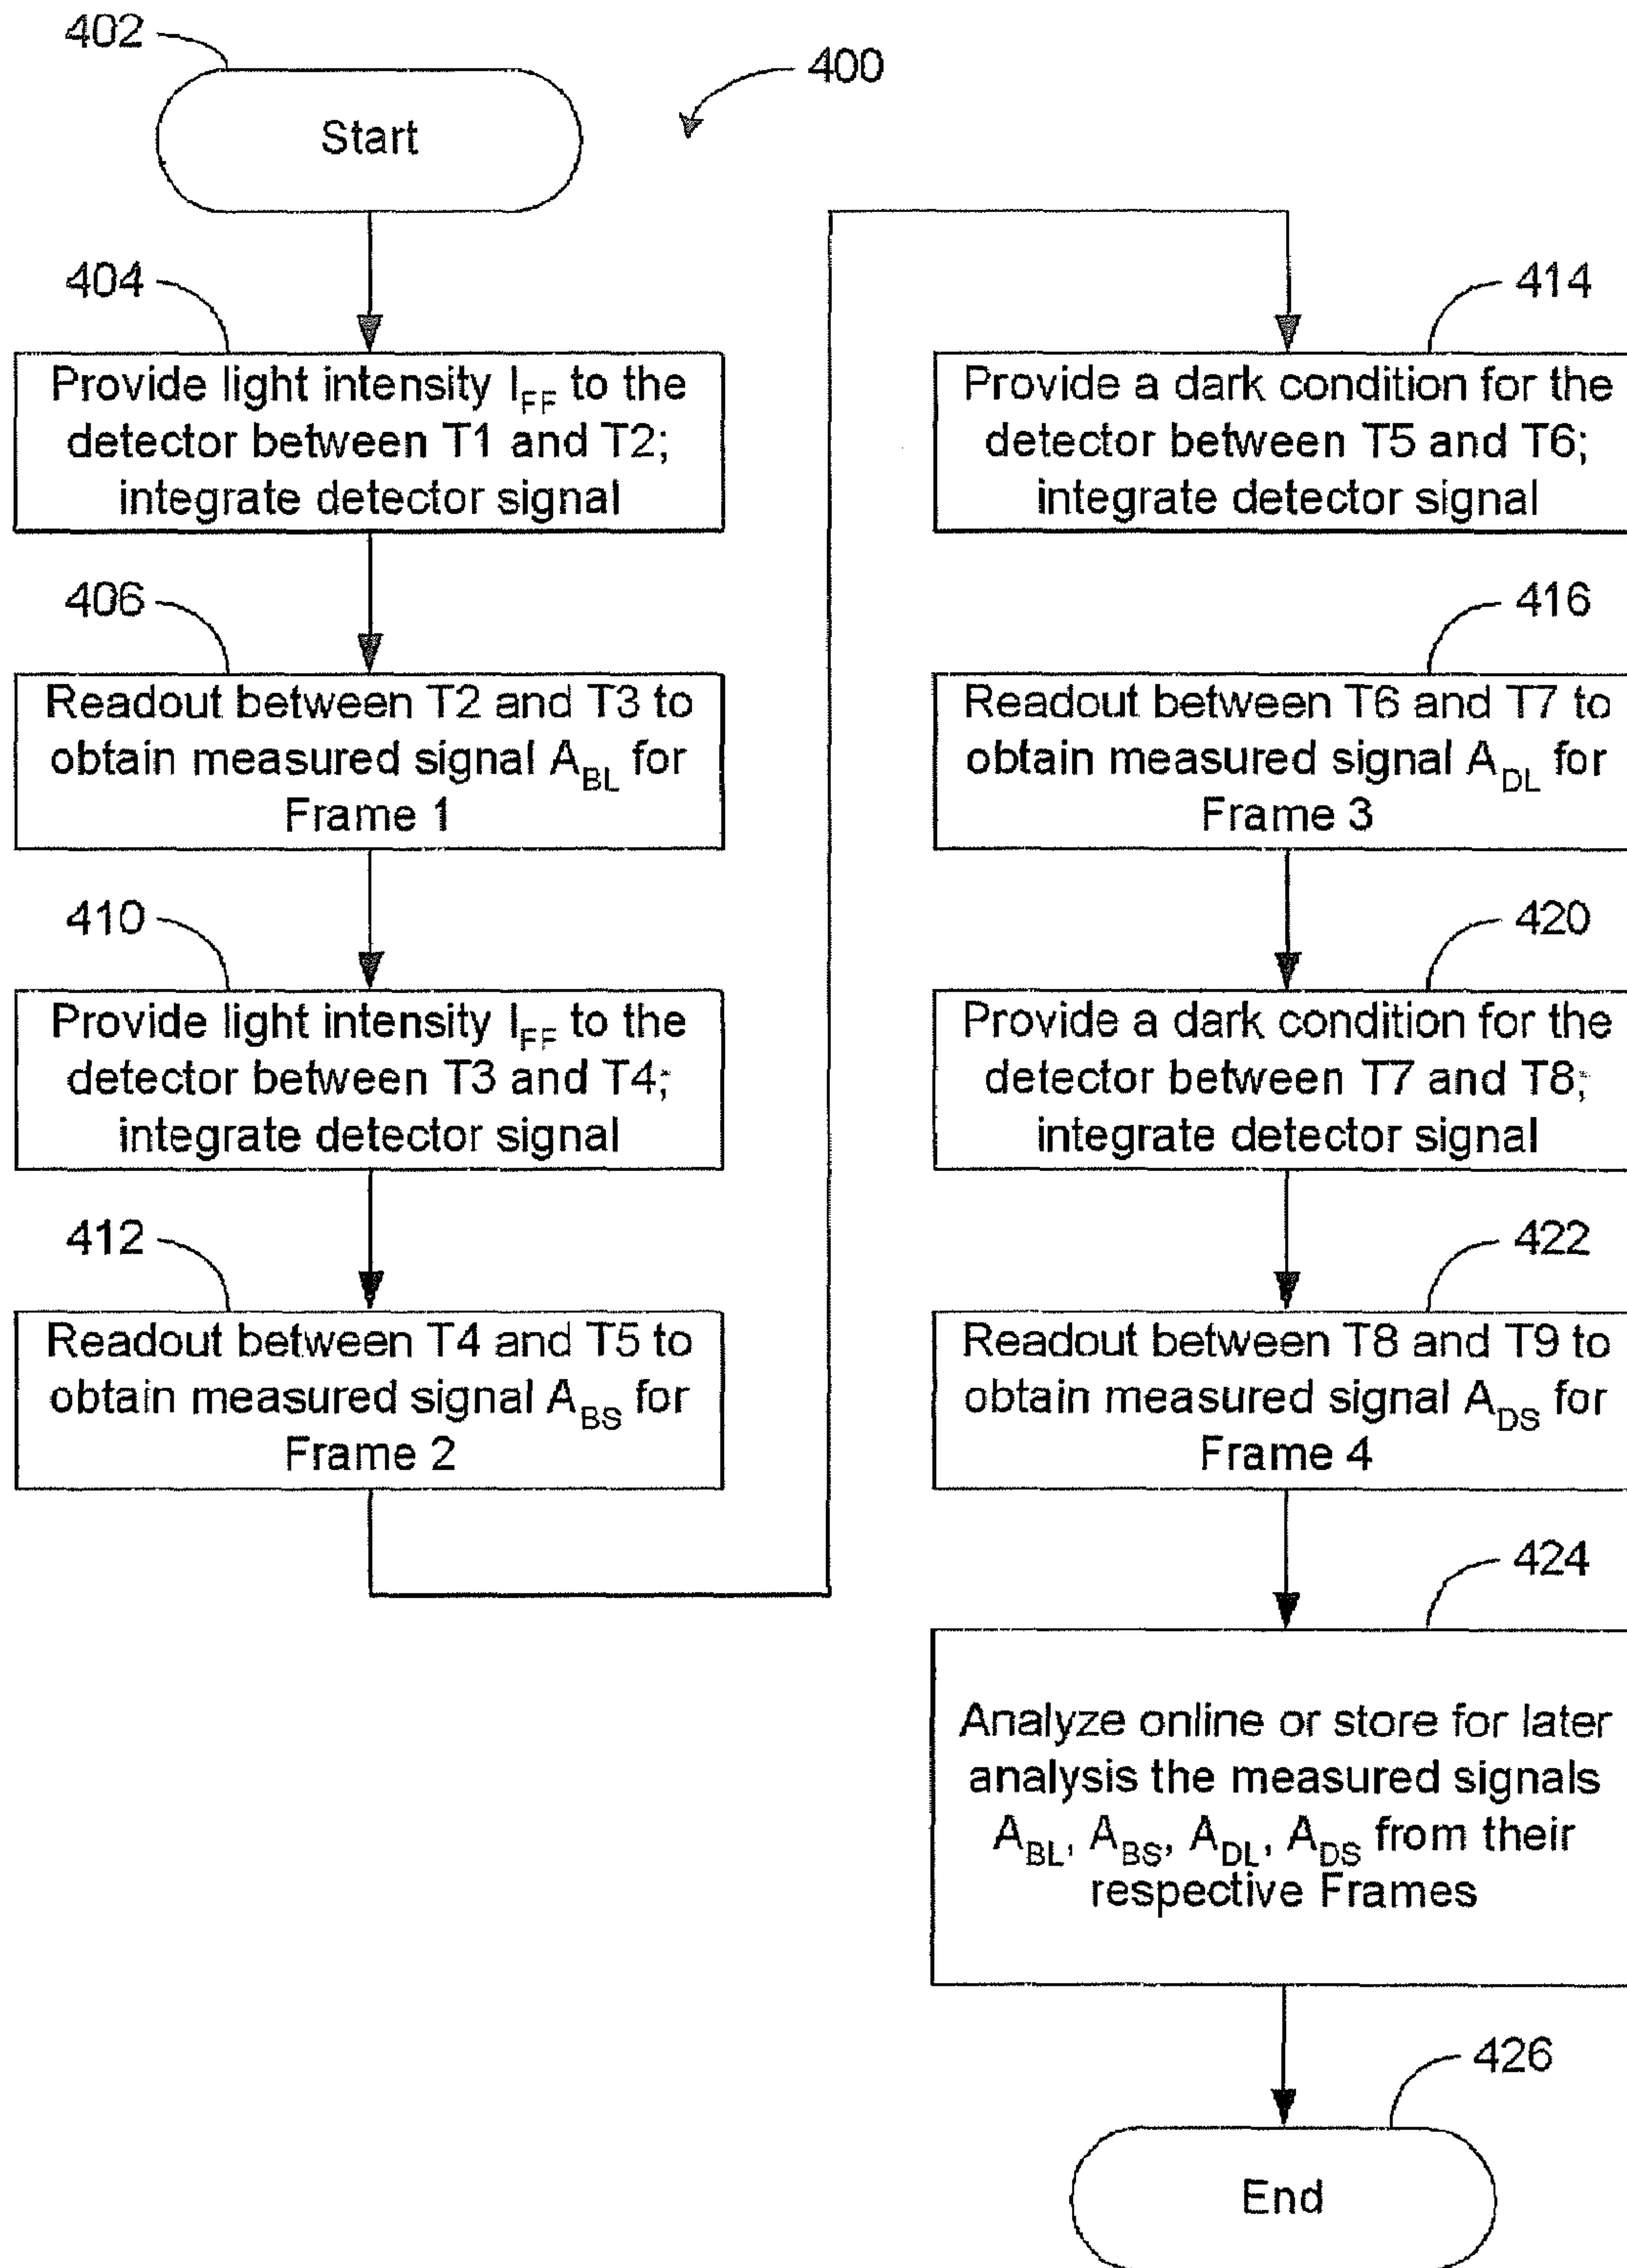 402
400
Start
404
Provide light intensity I_FF to the
detector between T1 and T2;
integrate detector signal
406
Readout between T2 and T3 to
obtain measured signal A_BL for
Frame 1
410
Provide light intensity I_FF to the
detector between T3 and T4;
integrate detector signal
412
Readout between T4 and T5 to
obtain measured signal A_BS for
Frame 2
414
Provide a dark condition for the
detector between T5 and T6;
integrate detector signal
416
Readout between T6 and T7 to
obtain measured signal A_DL for
Frame 3
420
Provide a dark condition for the
detector between T7 and T8;
integrate detector signal
422
Readout between T8 and T9 to
obtain measured signal A_DS for
Frame 4
424
Analyze online or store for later
analysis the measured signals
A_BL, A_BS, A_DL, A_DS from their
respective Frames
426
End